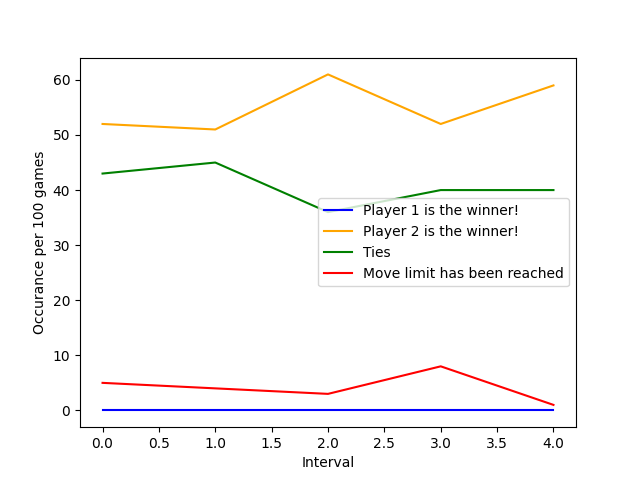 60
50
40
30
20
10
0
Occurance per 100 games
Player 1 is the winner!
Player 2 is the winner!
Ties
Move limit has been reached
0.0 0.5 1.0 1.5 2.0 2.5 3.0 3.5 4.0
Interval